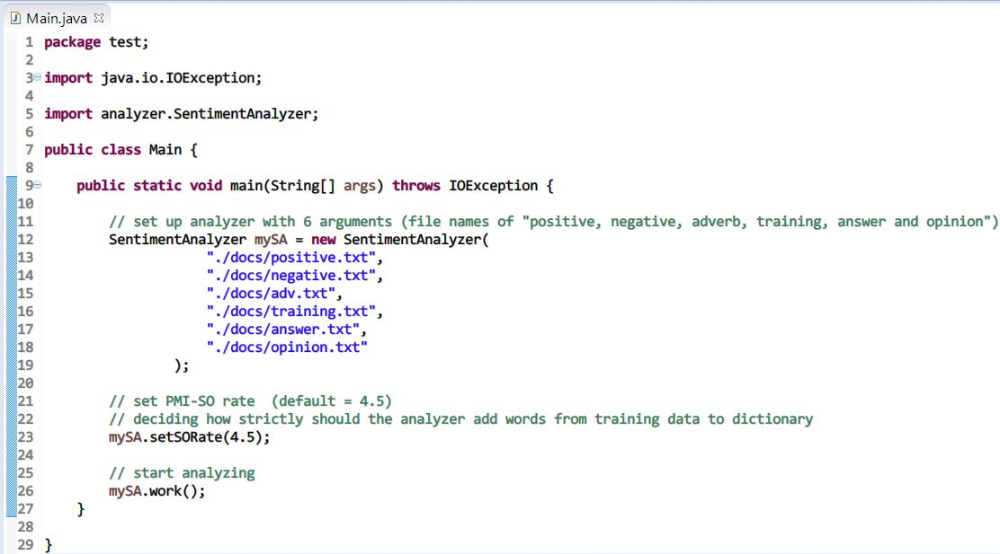 Main.java
1 package test;
2
3 import java.io.IOException;
4
5 import analyzer.SentimentAnalyzer;
6
7 public class Main {
8
9     public static void main(String[] args) throws IOException {
10
11         // set up analyzer with 6 arguments (file names of "positive, negative, adverb, training, answer and opinion")
12         SentimentAnalyzer mySA = new SentimentAnalyzer(
13                     "./docs/positive.txt",
14                     "./docs/negative.txt",
15                     "./docs/adv.txt",
16                     "./docs/training.txt",
17                     "./docs/answer.txt",
18                     "./docs/opinion.txt"
19                 );
20
21         // set PMI-SO rate  (default = 4.5)
22         // deciding how strictly should the analyzer add words from training data to dictionary
23         mySA.setSORate(4.5);
24
25         // start analyzing
26         mySA.work();
27     }
28
29 }